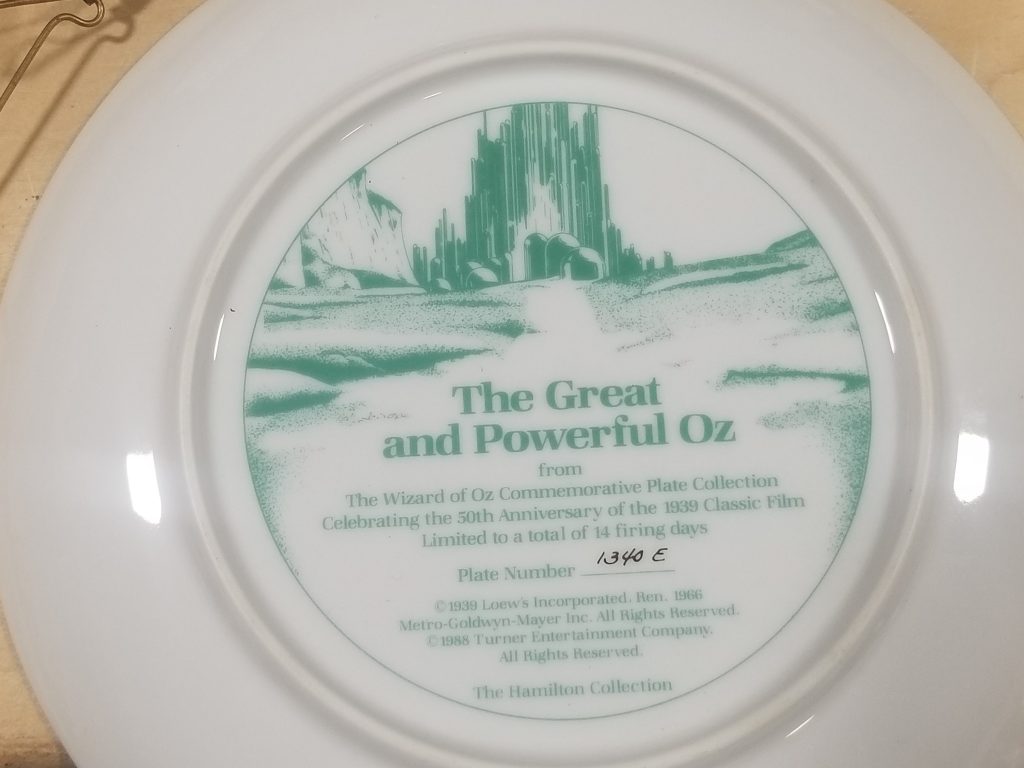 The Great
and Powerful Oz
from
The Wizard of Oz Commemorative Plate Collection
Celebrating the 50th Anniversary of the 1939 Classic Film
Limited to a total of 14 firing days
Plate Number 1340 E
©1939 Loew's Incorporated. Ren. 1966
Metro-Goldwyn-Mayer Inc. All Rights Reserved.
©1988 Turner Entertainment Company.
All Rights Reserved.
The Hamilton Collection